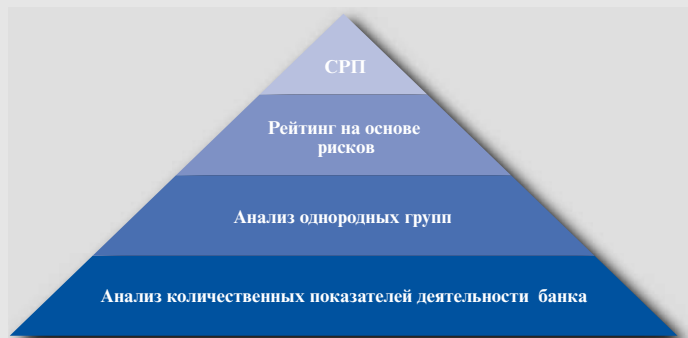 СРП
Рейтинг на основе
рисков
Анализ однородных групп
Анализ количественных показателей деятельности банка